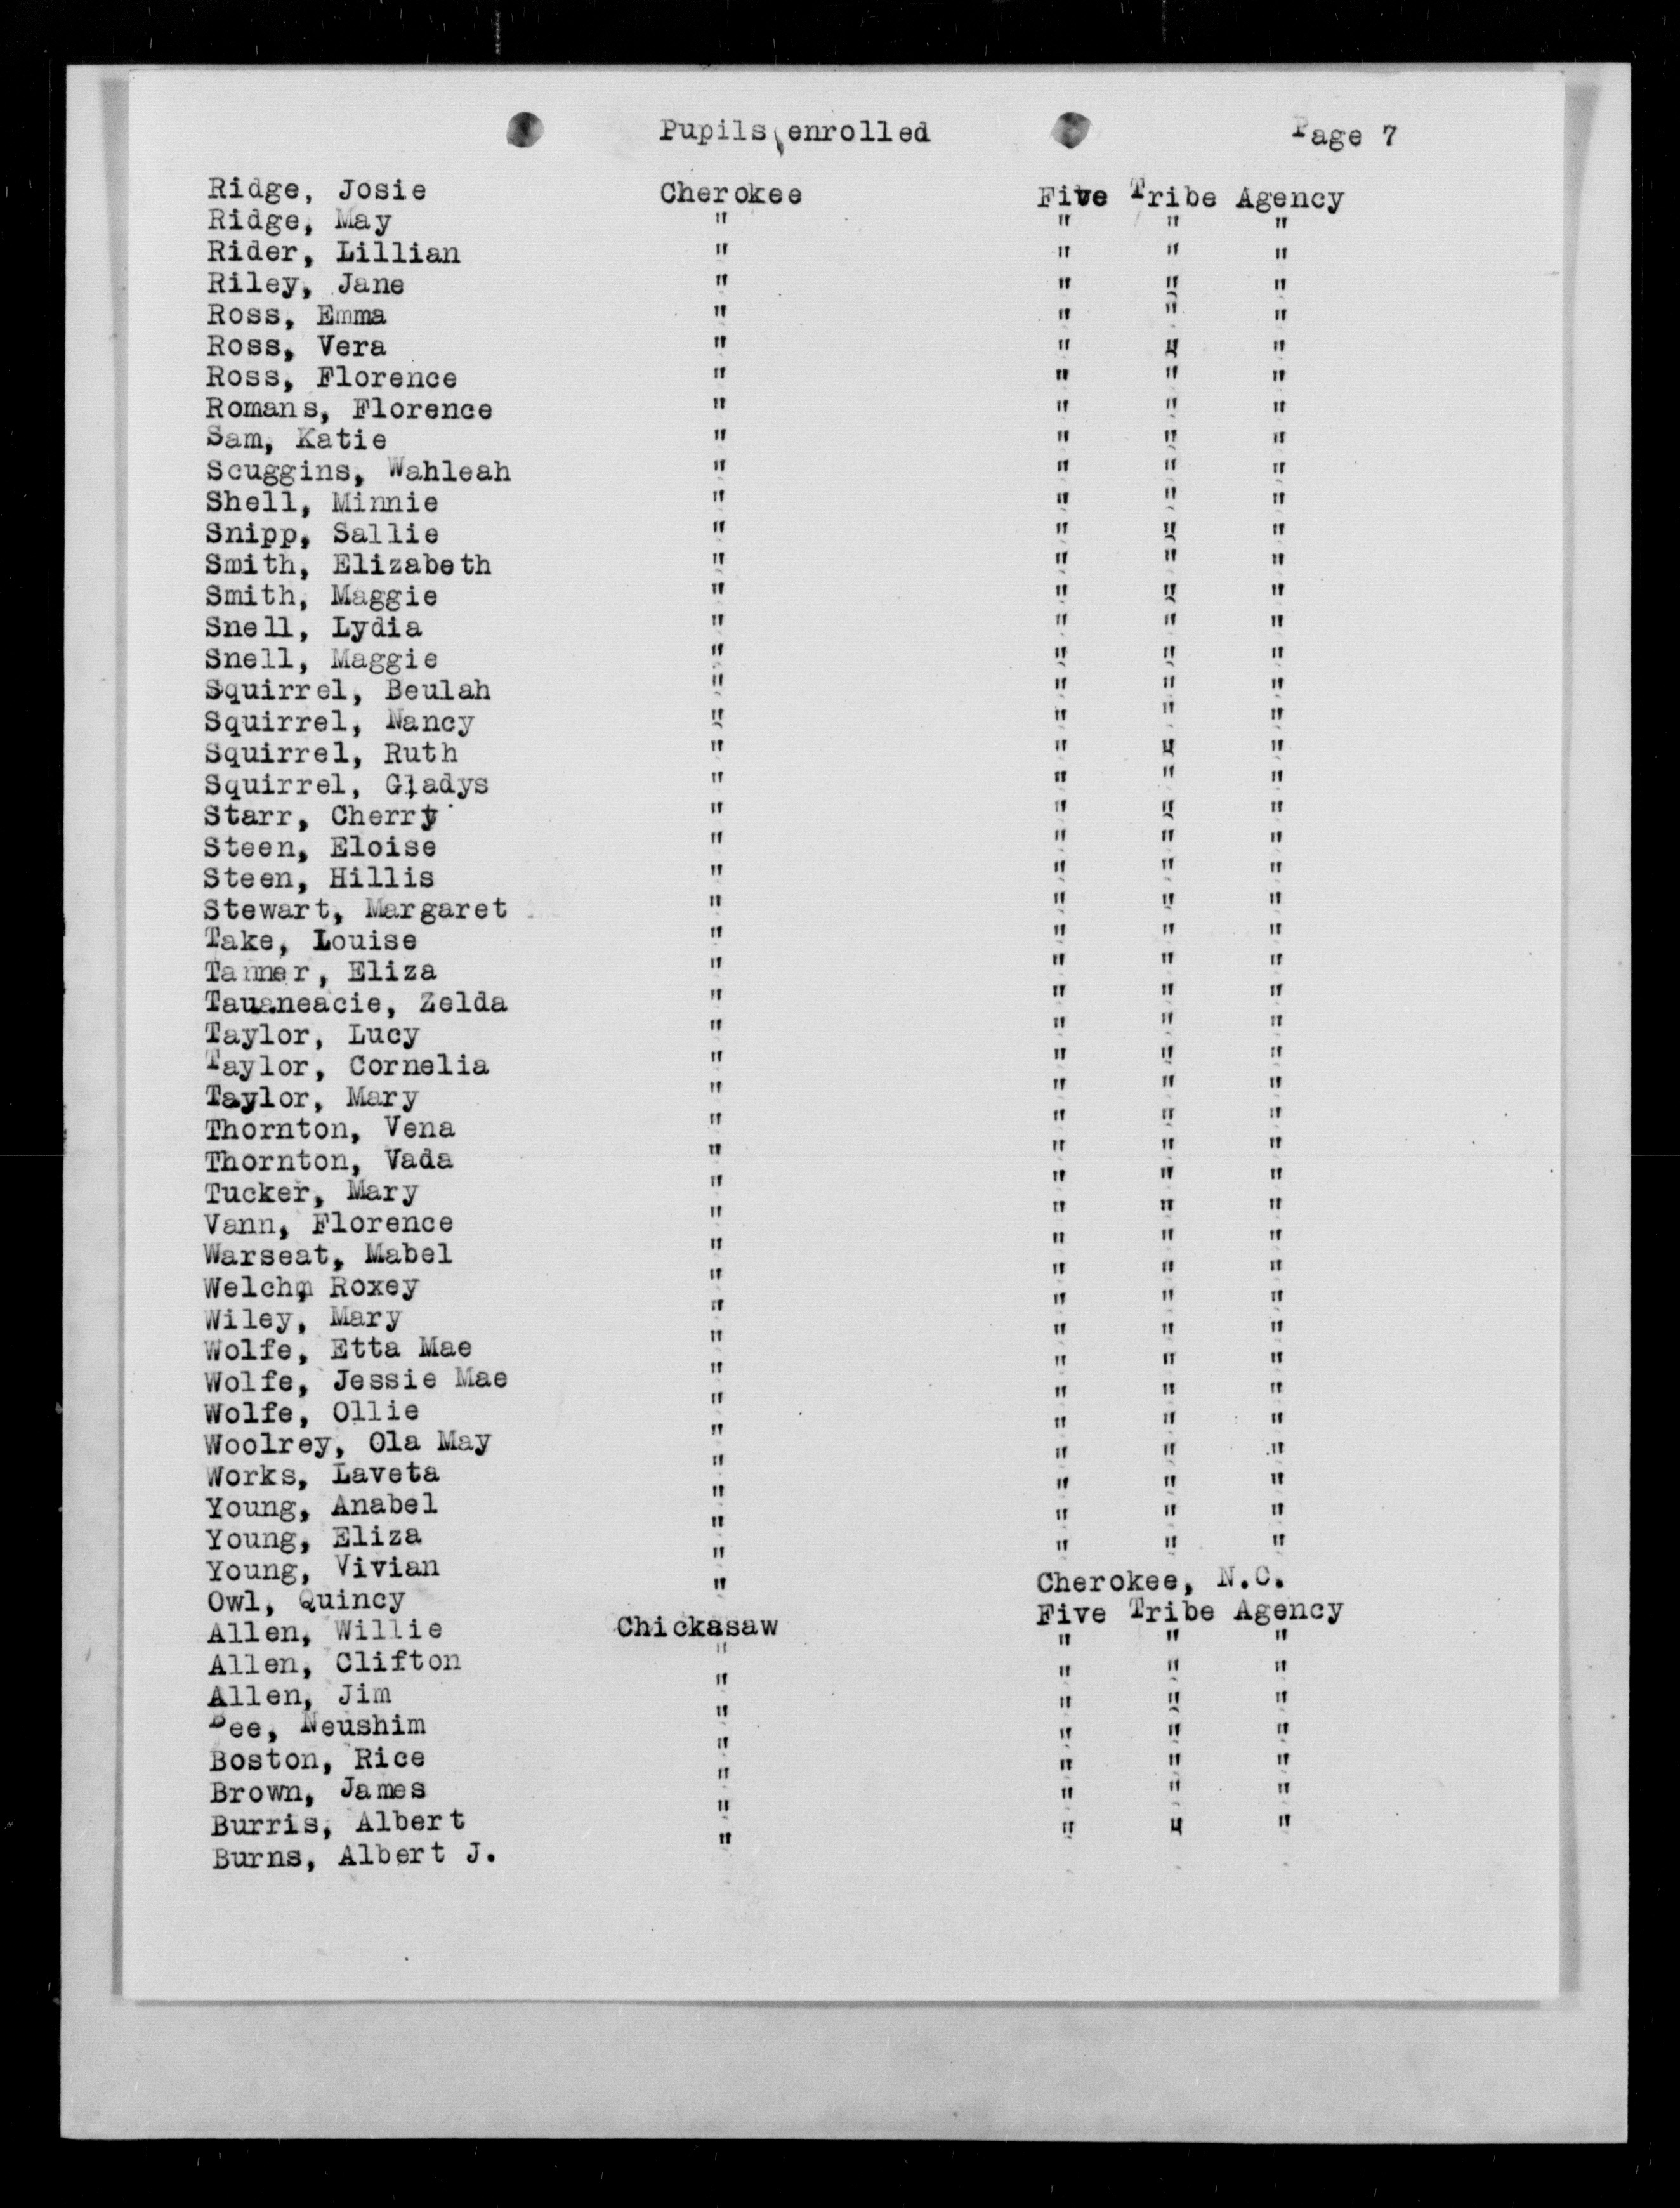 Pupils enrolled Page 7
Ridge, Josie Cherokee Five Tribe Agency
Ridge, May " " " "
Rider, Lillian " " " "
Riley, Jane " " " "
Ross, Emma " " " "
Ross, Vera " " " "
Ross, Florence " " " "
Romans, Florence " " " "
Sam, Katie " " " "
Scuggins, Wahleah " " " "
Shell, Minnie " " " "
Snipp, Sallie " " " "
Smith, Elizabeth " " " "
Smith, Maggie " " " "
Snell, Lydia " " " "
Snell, Maggie " " " "
Squirrel, Beulah " " " "
Squirrel, Nancy " " " "
Squirrel, Ruth " " " "
Squirrel, Gladys " " " "
Starr, Cherry " " " "
Steen, Eloise " " " "
Steen, Hillis " " " "
Stewart, Margaret " " " "
Take, Louise " " " "
Tanner, Eliza " " " "
Tauaneacie, Zelda " " " "
Taylor, Lucy " " " "
Taylor, Cornelia " " " "
Taylor, Mary " " " "
Thornton, Vena " " " "
Thornton, Vada " " " "
Tucker, Mary " " " "
Vann, Florence " " " "
Warseat, Mabel " " " "
Welch, Roxey " " " "
Wiley, Mary " " " "
Wolfe, Etta Mae " " " "
Wolfe, Jessie Mae " " " "
Wolfe, Ollie " " " "
Woolrey, Ola May " " " "
Works, Laveta " " " "
Young, Anabel " " " "
Young, Eliza " " " "
Young, Vivian " " " "
Owl, Quincy " Cherokee, N.C.
Allen, Willie Chickasaw Five Tribe Agency
Allen, Clifton " " " "
Allen, Jim " " " "
Bee, Neushim " " " "
Boston, Rice " " " "
Brown, James " " " "
Burris, Albert " " " "
Burns, Albert J. " " " "